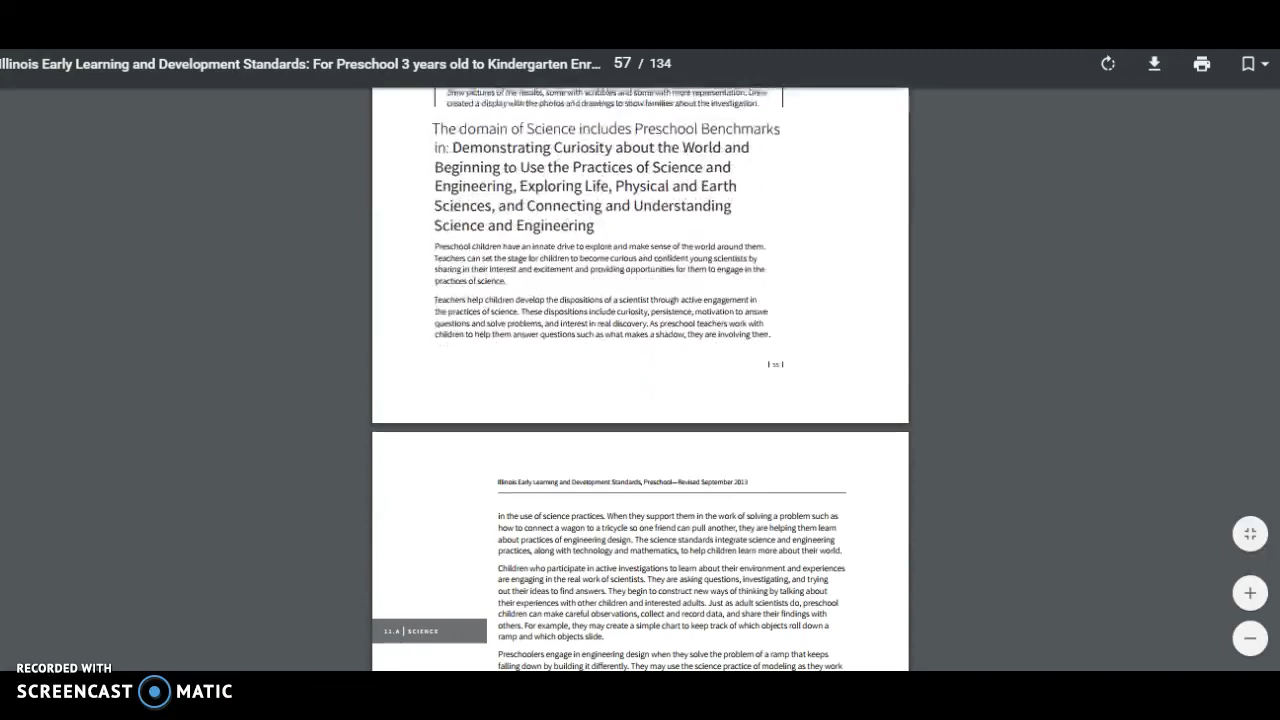 Illinois Early Learning and Development Standards: For Preschool 3 years old to Kindergarten Enr... 57 / 134
drew pictures of the results, some with scribbles and some with more representation. Drew
created a display with the photos and drawings to show families about the investigation.
The domain of Science includes Preschool Benchmarks
in: Demonstrating Curiosity about the World and
Beginning to Use the Practices of Science and
Engineering, Exploring Life, Physical and Earth
Sciences, and Connecting and Understanding
Science and Engineering
Preschool children have an innate drive to explore and make sense of the world around them.
Teachers can set the stage for children to become curious and confident young scientists by
sharing in their interest and excitement and providing opportunities for them to engage in the
practices of science.
Teachers help children develop the dispositions of a scientist through active engagement in
the practices of science. These dispositions include curiosity, persistence, motivation to answer
questions and solve problems, and interest in real discovery. As preschool teachers work with
children to help them answer questions such as what makes a shadow, they are involving them
| 55 |
Illinois Early Learning and Development Standards, Preschool—Revised September 2013
in the use of science practices. When they support them in the work of solving a problem such as
how to connect a wagon to a tricycle so one friend can pull another, they are helping them learn
about practices of engineering design. The science standards integrate science and engineering
practices, along with technology and mathematics, to help children learn more about their world.
Children who participate in active investigations to learn about their environment and experiences
are engaging in the real work of scientists. They are asking questions, investigating, and trying
out their ideas to find answers. They begin to construct new ways of thinking by talking about
their experiences with other children and interested adults. Just as adult scientists do, preschool
children can make careful observations, collect and record data, and share their findings with
others. For example, they may create a simple chart to keep track of which objects roll down a
ramp and which objects slide.
11.A | SCIENCE
Preschoolers engage in engineering design when they solve the problem of a ramp that keeps
falling down by building it differently. They may use the science practice of modeling as they work
RECORDED WITH
SCREENCAST MATIC